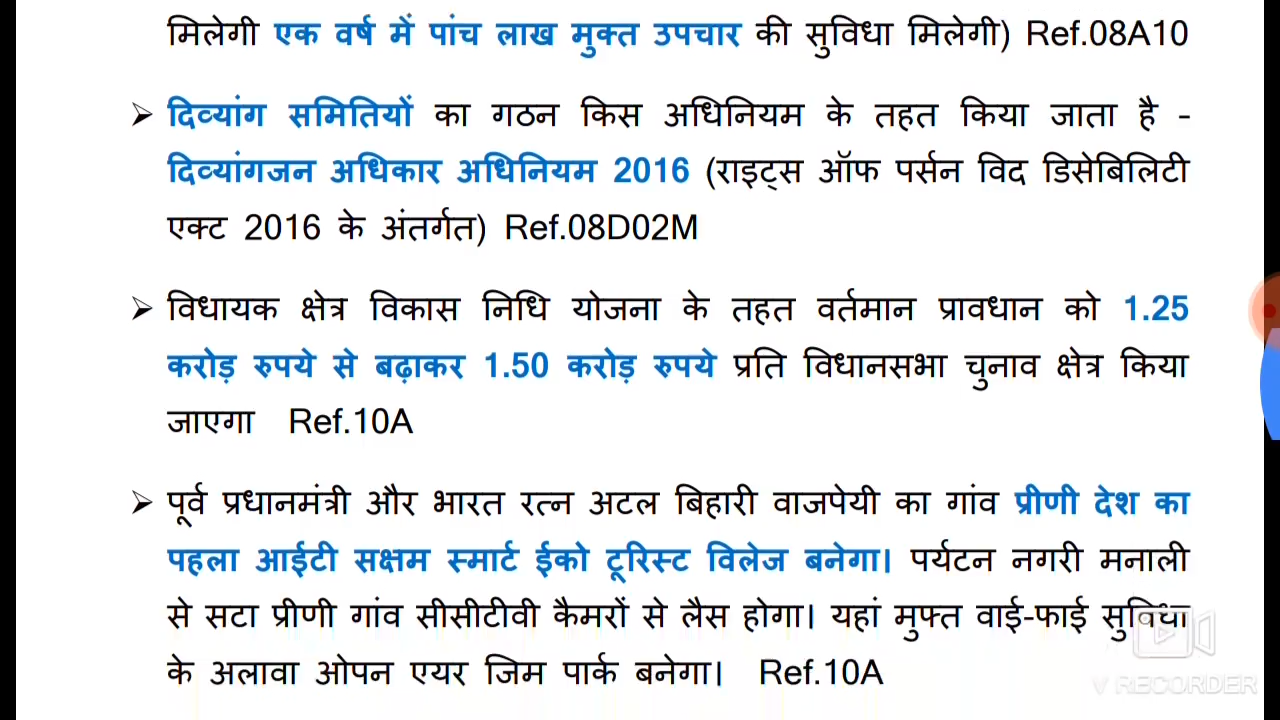 मिलेगी एक वर्ष में पांच लाख मुक्त उपचार की सुविधा मिलेगी) Ref.08A10
➢ दिव्यांग समितियों का गठन किस अधिनियम के तहत किया जाता है -
दिव्यांगजन अधिकार अधिनियम 2016 (राइट्स ऑफ पर्सन विद डिसेबिलिटी
एक्ट 2016 के अंतर्गत) Ref.08D02M
➢ विधायक क्षेत्र विकास निधि योजना के तहत वर्तमान प्रावधान को 1.25
करोड़ रुपये से बढ़ाकर 1.50 करोड़ रुपये प्रति विधानसभा चुनाव क्षेत्र किया
जाएगा Ref.10A
➢ पूर्व प्रधानमंत्री और भारत रत्न अटल बिहारी वाजपेयी का गांव प्रीणी देश का
पहला आईटी सक्षम स्मार्ट ईको टूरिस्ट विलेज बनेगा। पर्यटन नगरी मनाली
से सटा प्रीणी गांव सीसीटीवी कैमरों से लैस होगा। यहां मुफ्त वाई-फाई सुविधा
के अलावा ओपन एयर जिम पार्क बनेगा। Ref.10A
V RECORDER